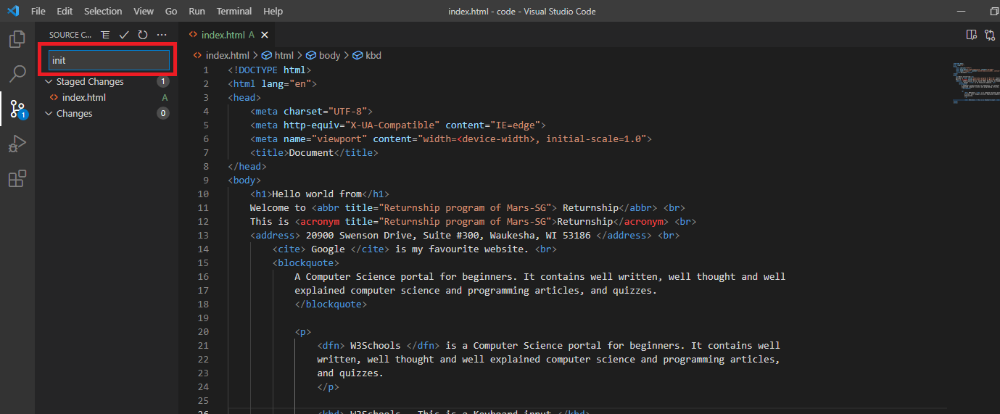 File Edit Selection View Go Run Terminal Help index.html - code - Visual Studio Code
SOURCE C...
init
Staged Changes 1
index.html A
Changes 0
1
index.html A
index.html > html > body > kbd
1 <!DOCTYPE html>
2 <html lang="en">
3 <head>
4 <meta charset="UTF-8">
5 <meta http-equiv="X-UA-Compatible" content="IE=edge">
6 <meta name="viewport" content="width=<device-width>, initial-scale=1.0">
7 <title>Document</title>
8 </head>
9 <body>
10 <h1>Hello world from</h1>
11 Welcome to <abbr title="Returnship program of Mars-SG"> Returnship</abbr> <br>
12 This is <acronym title="Returnship program of Mars-SG">Returnship</acronym> <br>
13 <address> 20900 Swenson Drive, Suite #300, Waukesha, WI 53186 </address> <br>
14 <cite> Google </cite> is my favourite website. <br>
15 <blockquote>
16 A Computer Science portal for beginners. It contains well written, well thought and well
17 explained computer science and programming articles, and quizzes.
18 </blockquote>
19
20 <p>
21 <dfn> W3Schools </dfn> is a Computer Science portal for beginners. It contains well
22 written, well thought and well explained computer science and programming articles,
23 and quizzes.
24 </p>
25
26 <kbd> W3Schools - This is a Keyboard input </kbd>